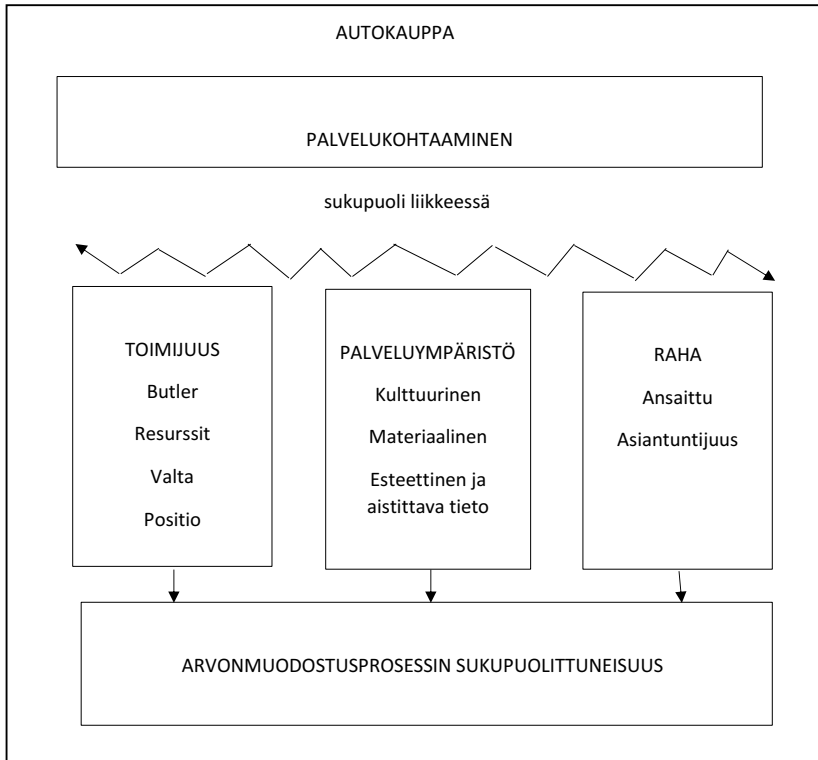 AUTOKAUPPA
PALVELUKOHTAAMINEN
sukupuoli liikkeessä
TOIMIJUUS
Butler
Resurssit
Valta
Positio
PALVELUYMPÄRISTÖ
Kulttuurinen
Materiaalinen
Esteettinen ja
aistittava tieto
RAHA
Ansaittu
Asiantuntijuus
ARVONMUODOSTUSPROSESSIN SUKUPUOLITTUNEISUUS